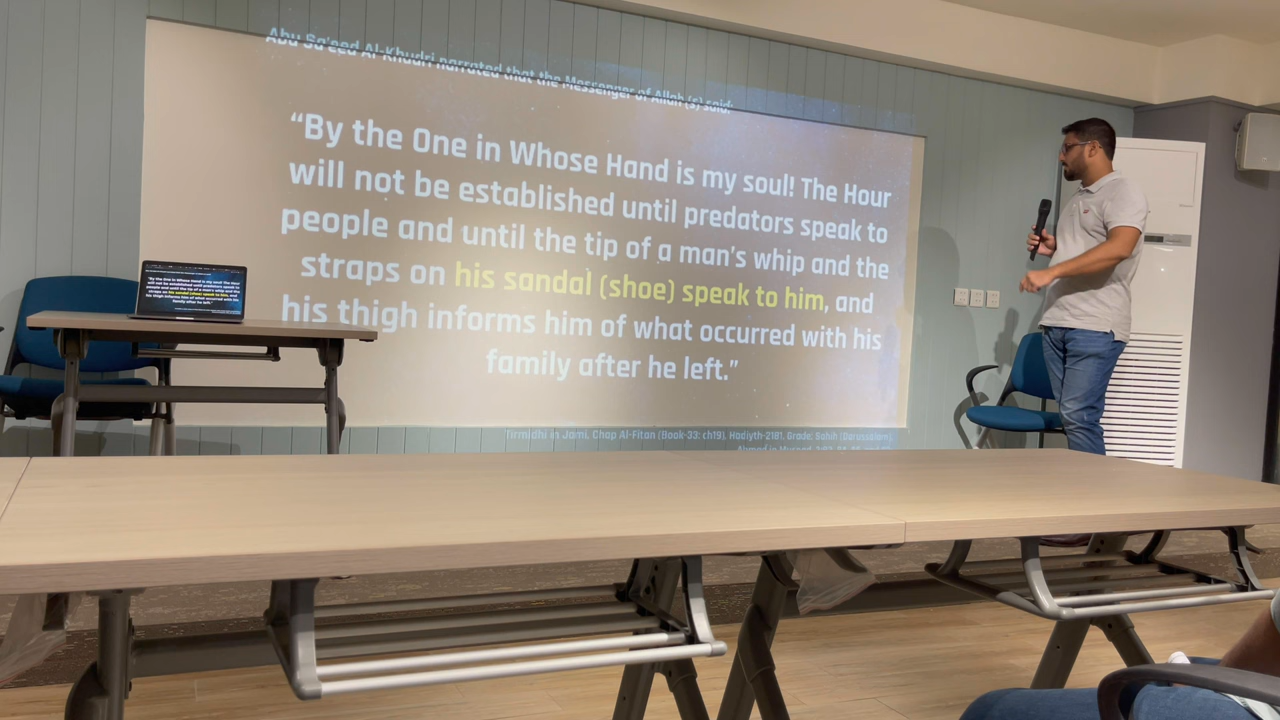 Abu Sa'eed Al-Khudri narrated that the Messenger of Allah (s) said:
“By the One in Whose Hand is my soul! The Hour
will not be established until predators speak to
people and until the tip of a man's whip and the
straps on his sandal (shoe) speak to him, and
his thigh informs him of what occurred with his
family after he left.”
Tirmidhi in Jami, Chap Al-Fitan (Book-33: ch19). Hadiyth-2181. Grade: Sahih (Darussalam).